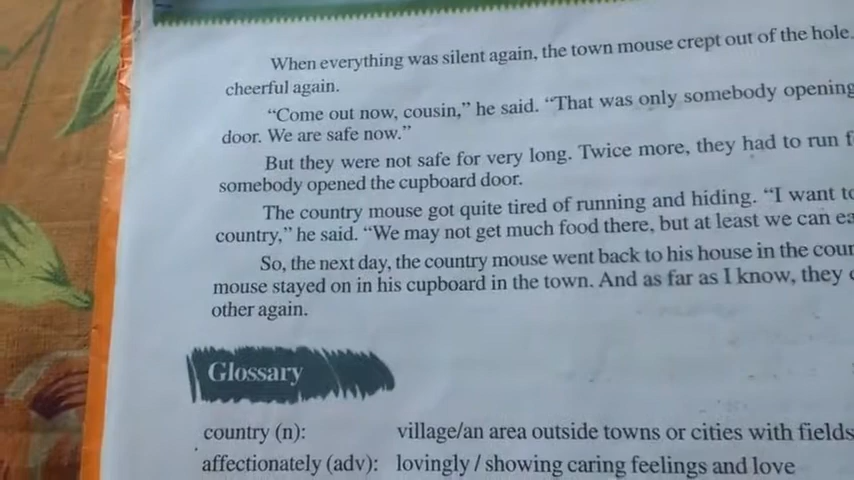 When everything was silent again, the town mouse crept out of the hole.
cheerful again.
“Come out now, cousin,” he said. “That was only somebody opening
door. We are safe now.”
But they were not safe for very long. Twice more, they had to run
somebody opened the cupboard door.
The country mouse got quite tired of running and hiding. “I want to
country,” he said. “We may not get much food there, but at least we can
So, the next day, the country mouse went back to his house in the
mouse stayed on in his cupboard in the town. And as far as I know, they
other again.
Glossary
country (n): village/an area outside towns or cities with fields
affectionately (adv): lovingly / showing caring feelings and love